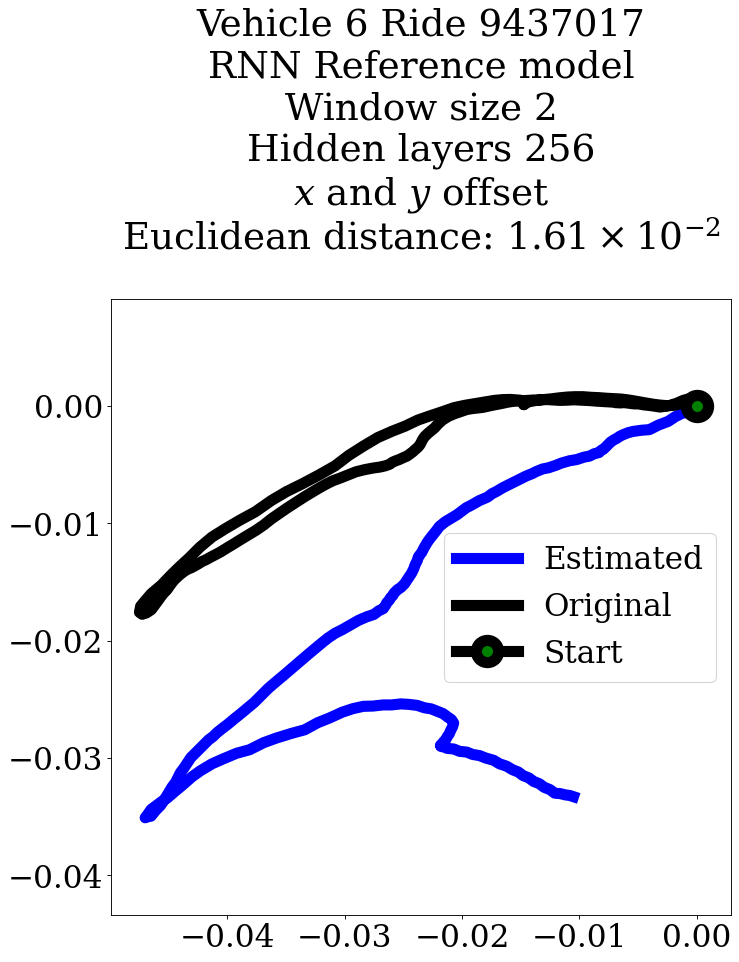 Vehicle 6 Ride 9437017
RNN Reference model
Window size 2
Hidden layers 256
x and y offset
Euclidean distance: 1.61 × 10⁻²
0.00
−0.01
−0.02
−0.03
−0.04
Estimated
Original
Start
−0.04 −0.03 −0.02 −0.01 0.00